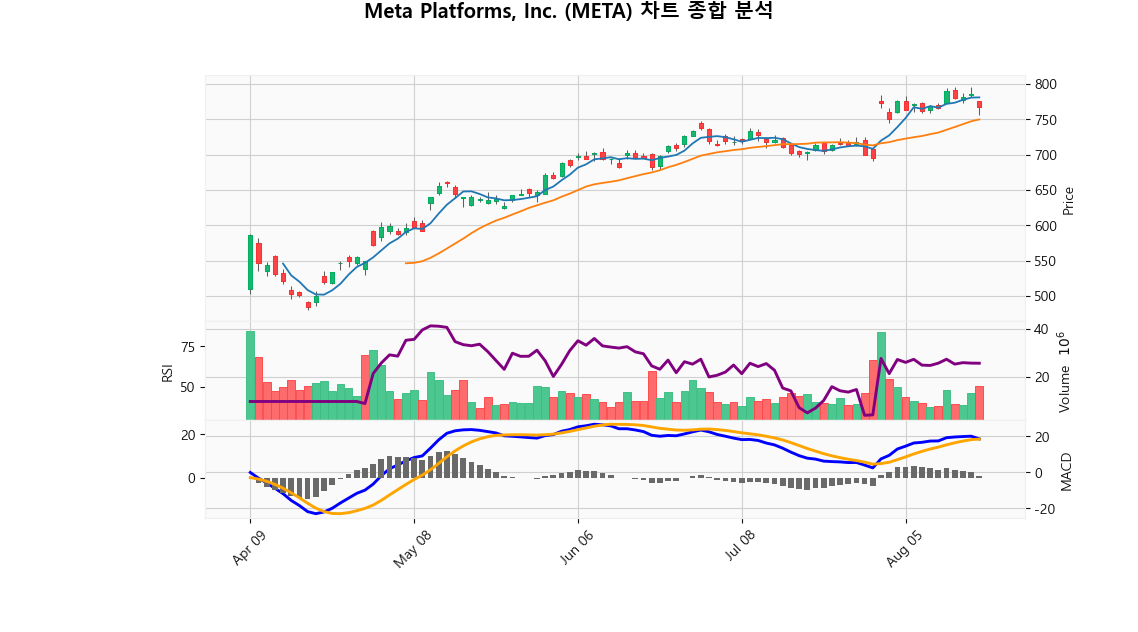 Meta Platforms, Inc. (META) 차트 종합 분석
800
750
700
650
600
550
500
Price
75
50
RSI
40
20
Volume 10⁶
20
0
20
0
-20
MACD
Apr 09
May 08
Jun 06
Jul 08
Aug 05